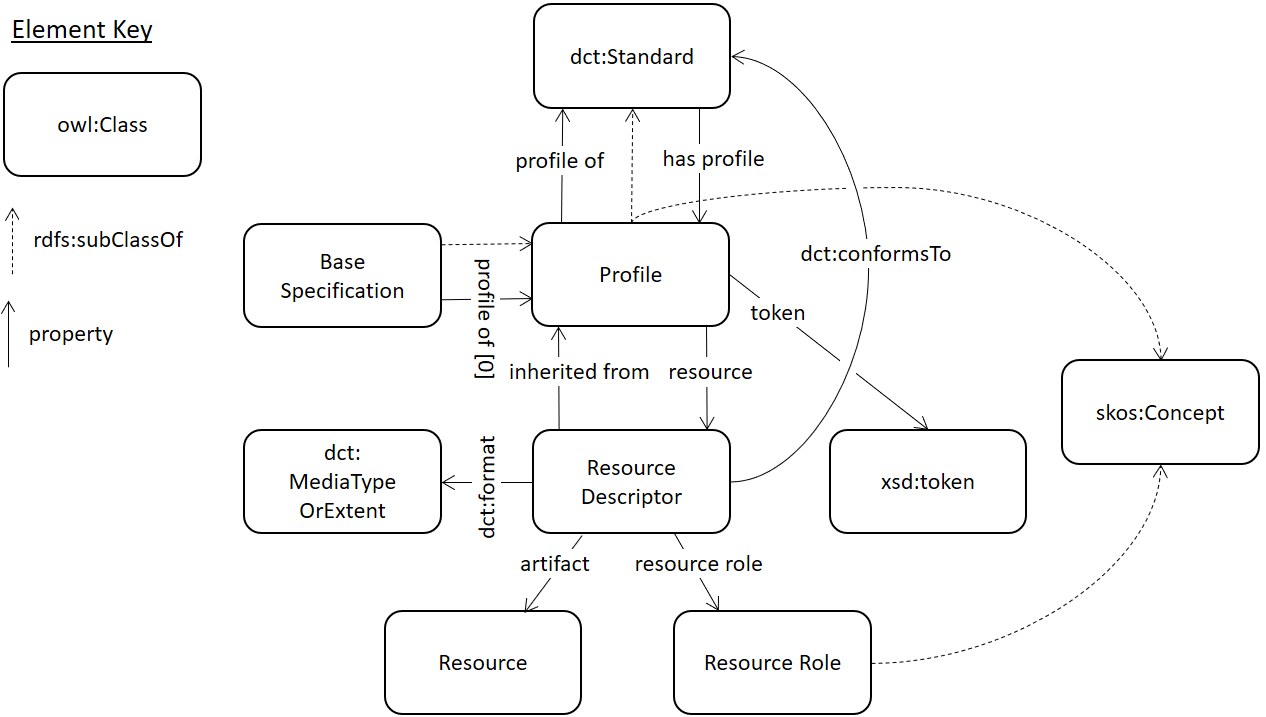 Element Key
owl:Class
rdfs:subClassOf
property
dct:Standard
profile of
has profile
Base
Specification
Profile
dct:conformsTo
profile of [0]
token
inherited from
resource
skos:Concept
dct:
MediaType
OrExtent
dct:format
Resource
Descriptor
xsd:token
artifact
resource role
Resource
Resource Role